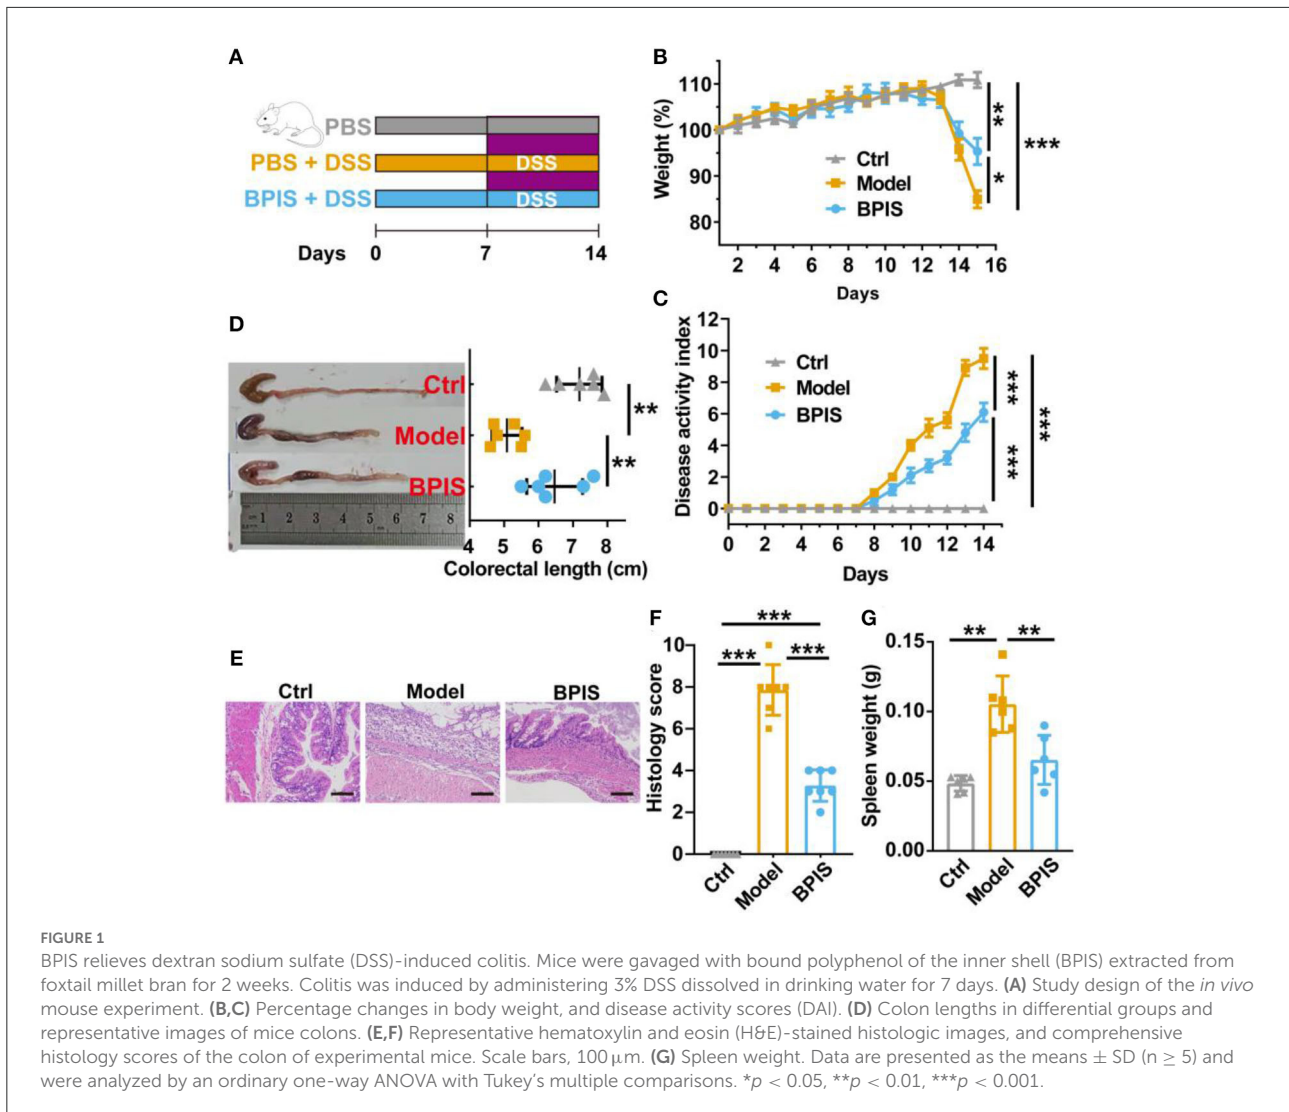 A
PBS
PBS + DSS
DSS
BPIS + DSS
DSS
Days
0
7
14
B
Weight (%)
110
100
90
80
Ctrl
Model
BPIS
**
*
***
2 4 6 8 10 12 14 16
Days
C
Disease activity index
12
10
8
6
4
2
0
Ctrl
Model
BPIS
***
***
***
0 2 4 6 8 10 12 14
Days
D
Ctrl
Model
BPIS
1 2 3 4 5 6 7 8
**
**
4 5 6 7 8
Colorectal length (cm)
E
Ctrl
Model
BPIS
F
Histology score
10
8
6
4
2
0
***
***
***
Ctrl
Model
BPIS
G
Spleen weight (g)
0.15
0.10
0.05
0.00
**
**
Ctrl
Model
BPIS
FIGURE 1
BPIS relieves dextran sodium sulfate (DSS)-induced colitis. Mice were gavaged with bound polyphenol of the inner shell (BPIS) extracted from
foxtail millet bran for 2 weeks. Colitis was induced by administering 3% DSS dissolved in drinking water for 7 days. (A) Study design of the in vivo
mouse experiment. (B,C) Percentage changes in body weight, and disease activity scores (DAI). (D) Colon lengths in differential groups and
representative images of mice colons. (E,F) Representative hematoxylin and eosin (H&E)-stained histologic images, and comprehensive
histology scores of the colon of experimental mice. Scale bars, 100 μm. (G) Spleen weight. Data are presented as the means ± SD (n ≥ 5) and
were analyzed by an ordinary one-way ANOVA with Tukey's multiple comparisons. *p < 0.05, **p < 0.01, ***p < 0.001.